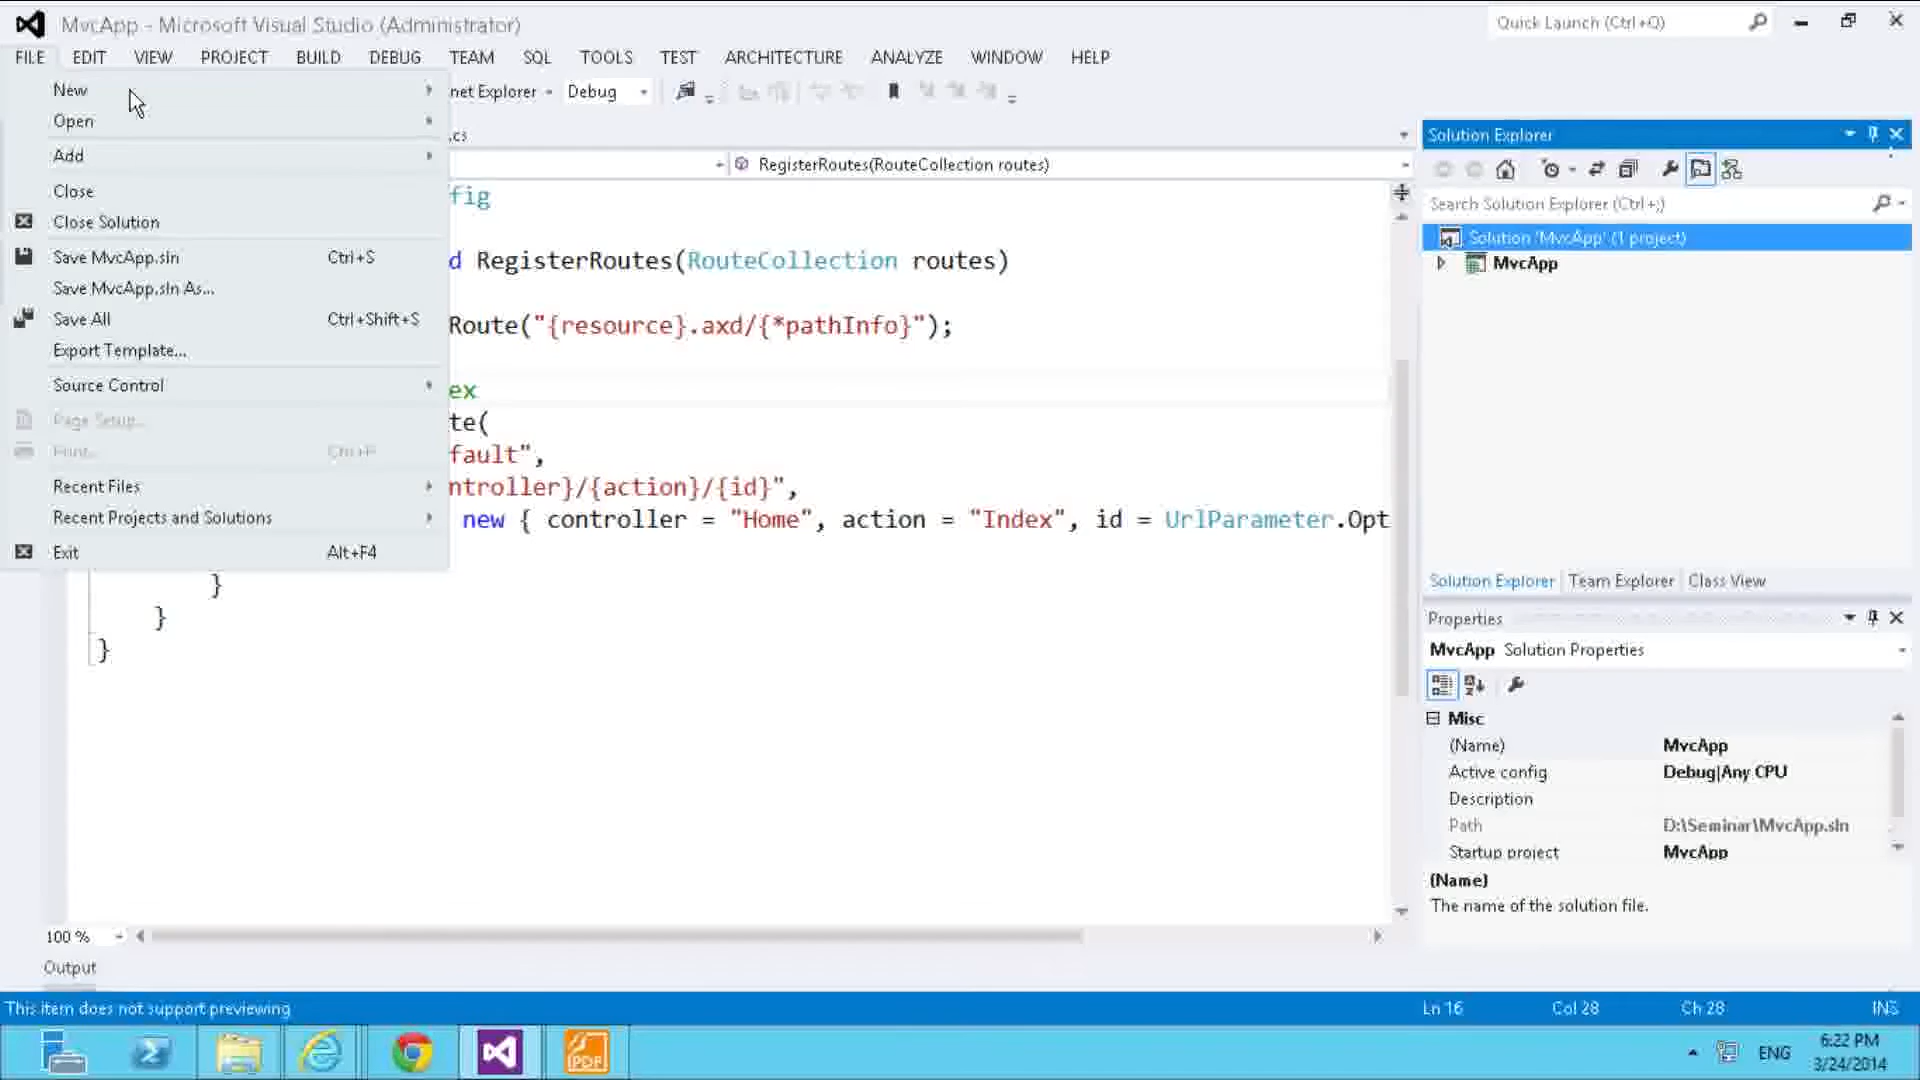 MvcApp - Microsoft Visual Studio (Administrator)
Quick Launch (Ctrl+Q)
FILE EDIT VIEW PROJECT BUILD DEBUG TEAM SQL TOOLS TEST ARCHITECTURE ANALYZE WINDOW HELP
New
Open
Add
Close
Close Solution
Save MvcApp.sln Ctrl+S
Save MvcApp.sln As...
Save All Ctrl+Shift+S
Export Template...
Source Control
Page Setup...
Print... Ctrl+P
Recent Files
Recent Projects and Solutions
Exit Alt+F4
net Explorer Debug
.cs
RegisterRoutes(RouteCollection routes)
fig
d RegisterRoutes(RouteCollection routes)
Route("{resource}.axd/{*pathInfo}");
ex
te(
fault",
ntroller}/{action}/{id}",
new { controller = "Home", action = "Index", id = UrlParameter.Opt
}
}
}
100 %
Output
Solution Explorer
Search Solution Explorer (Ctrl+;)
Solution 'MvcApp' (1 project)
MvcApp
Solution Explorer Team Explorer Class View
Properties
MvcApp Solution Properties
Misc
(Name) MvcApp
Active config Debug|Any CPU
Description
Path D:\Seminar\MvcApp.sln
Startup project MvcApp
(Name)
The name of the solution file.
This item does not support previewing Ln 16 Col 28 Ch 28 INS
PDF
ENG
6:22 PM
3/24/2014